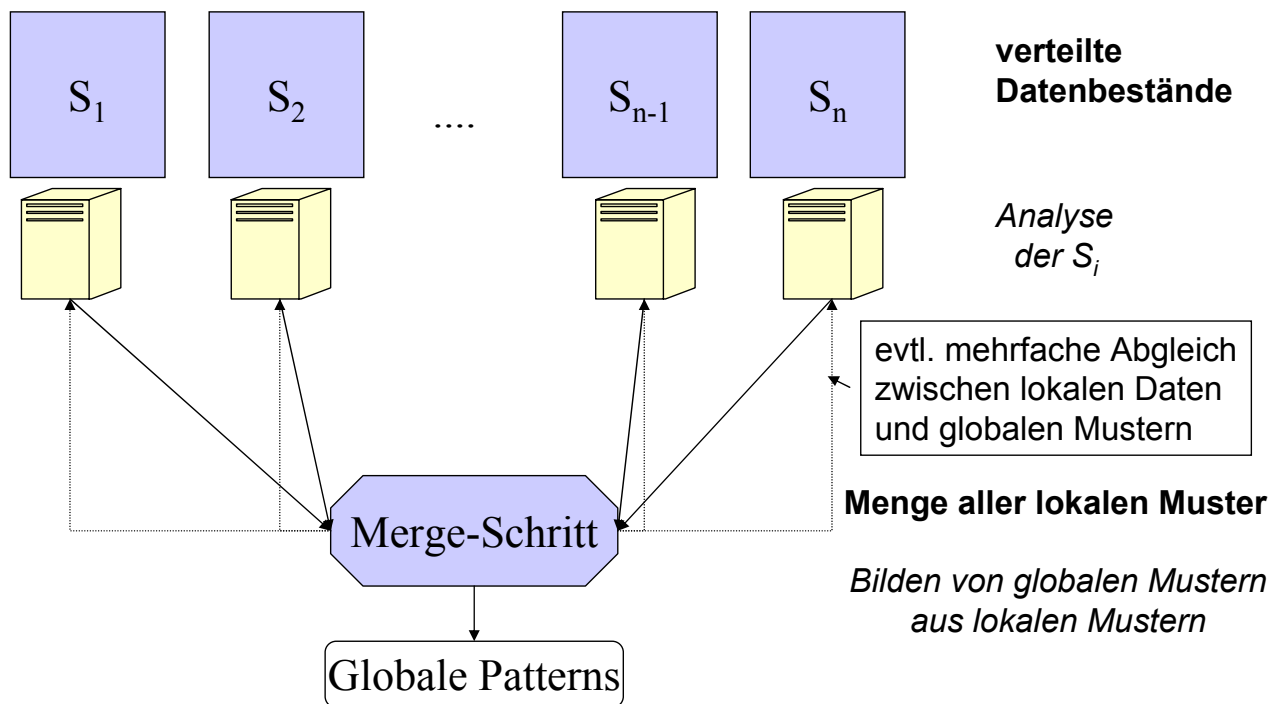 S1
S2
....
Sn-1
Sn
verteilte
Datenbestände
Analyse
der Si
evtl. mehrfache Abgleich
zwischen lokalen Daten
und globalen Mustern
Menge aller lokalen Muster
Merge-Schritt
Bilden von globalen Mustern
aus lokalen Mustern
Globale Patterns